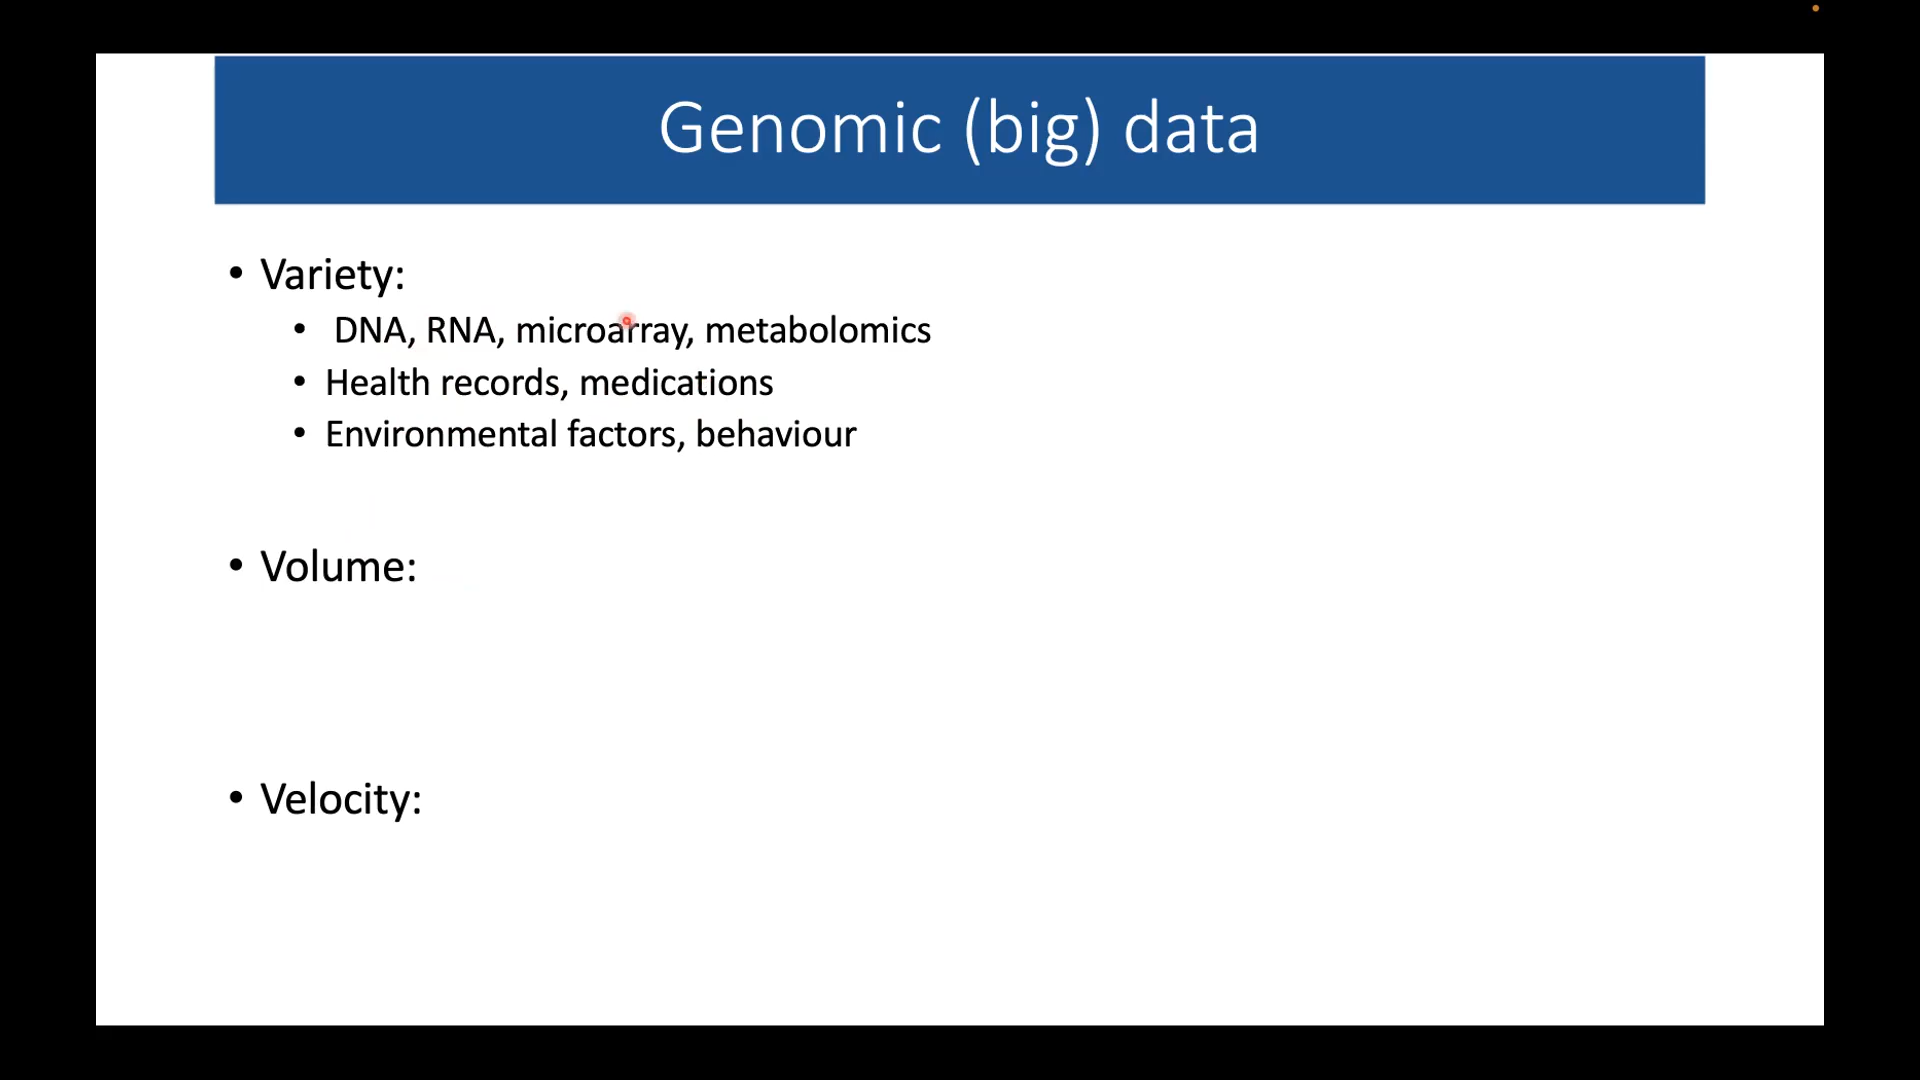 Genomic (big) data
• Variety:
• DNA, RNA, microarray, metabolomics
• Health records, medications
• Environmental factors, behaviour
• Volume:
• Velocity: